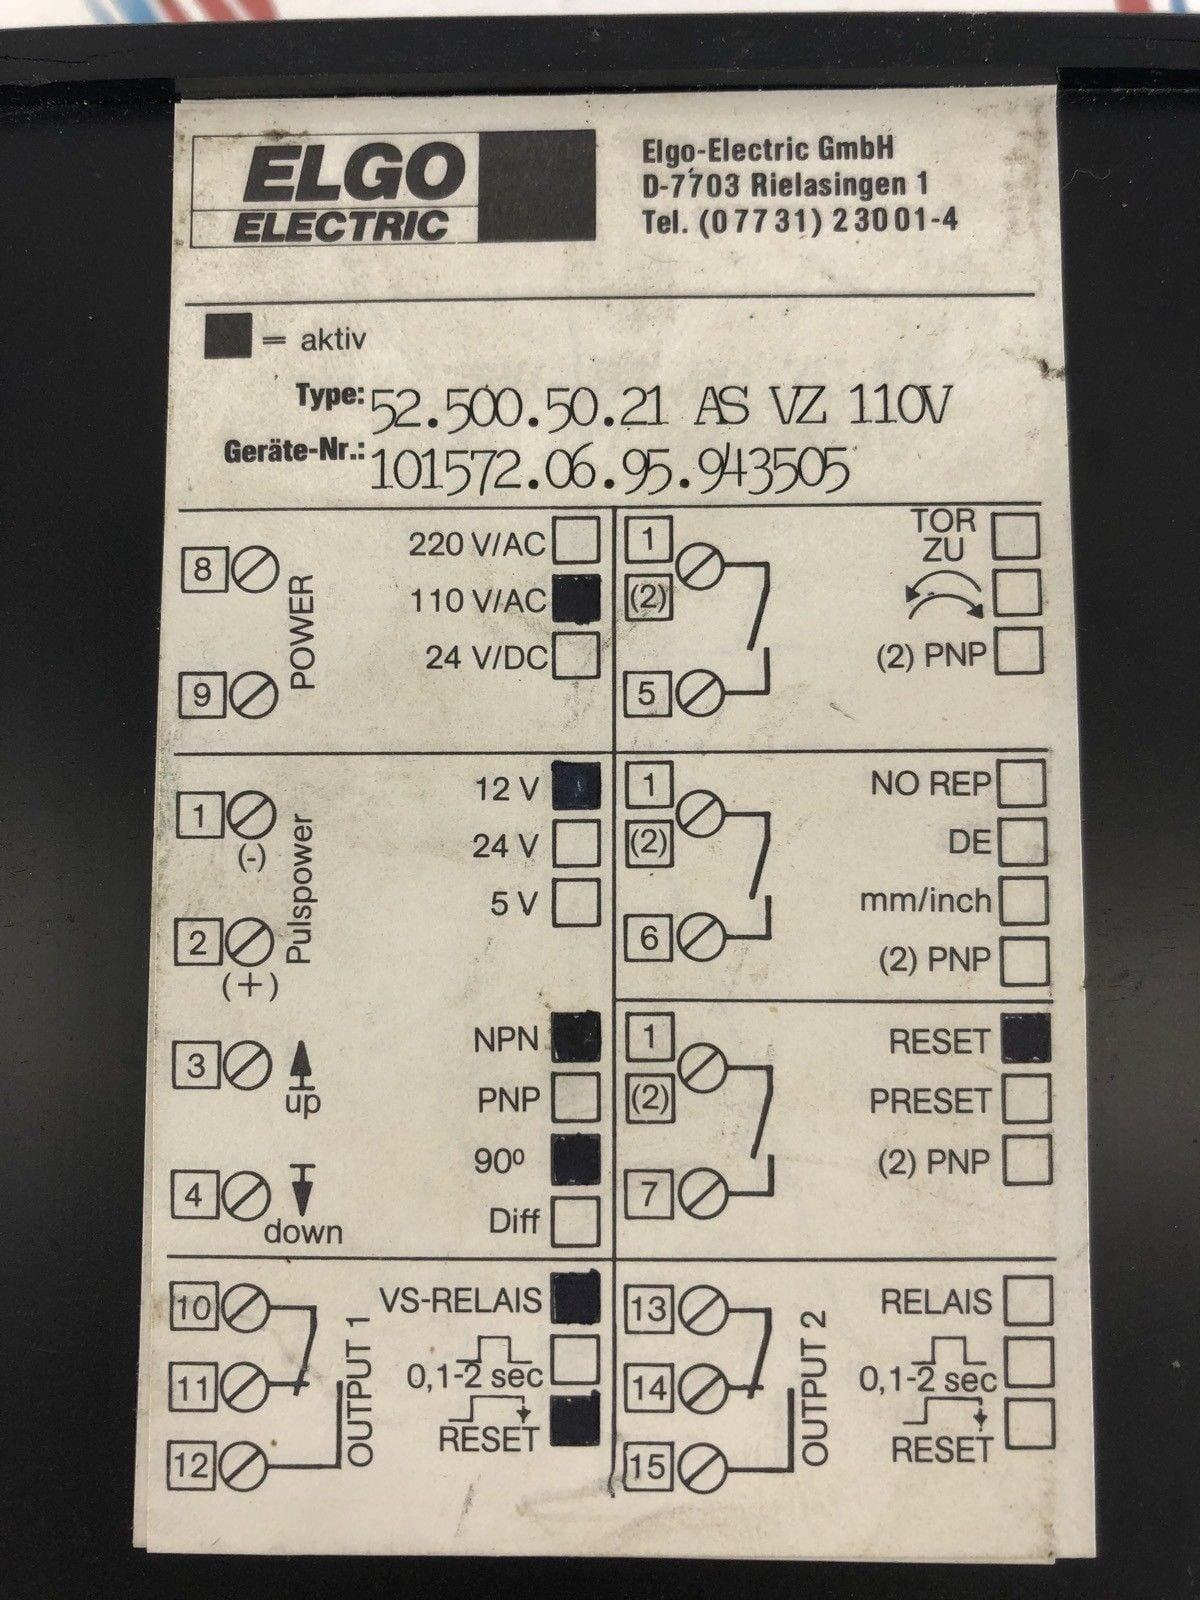 ELGO
ELECTRIC
Elgo-Electric GmbH
D-7703 Rielasingen 1
Tel. (07731) 23001-4
= aktiv
Type: 52.500.50.21 AS VZ 110V
Geräte-Nr.: 101572.06.95.943505
8
9
POWER
220 V/AC
110 V/AC
24 V/DC
1
(2)
5
TOR
ZU
(2) PNP
1
(-)
2
(+)
Pulspower
12 V
24 V
5 V
3
up
4
down
NPN
PNP
90º
Diff
1
(2)
6
NO REP
DE
mm/inch
(2) PNP
1
(2)
7
RESET
PRESET
(2) PNP
10
11
12
OUTPUT 1
VS-RELAIS
0,1-2 sec
RESET
13
14
15
OUTPUT 2
RELAIS
0,1-2 sec
RESET